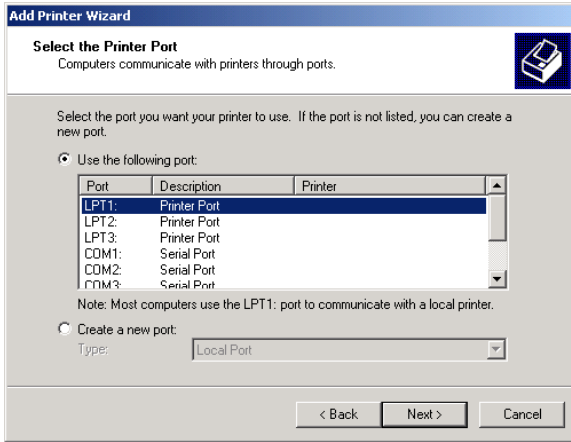 Add Printer Wizard
Select the Printer Port
Computers communicate with printers through ports.
Select the port you want your printer to use. If the port is not listed, you can create a
new port.
Use the following port:
Port Description Printer
LPT1: Printer Port
LPT2: Printer Port
LPT3: Printer Port
COM1: Serial Port
COM2: Serial Port
COM3: Serial Port
Note: Most computers use the LPT1: port to communicate with a local printer.
Create a new port:
Type: Local Port
< Back Next > Cancel